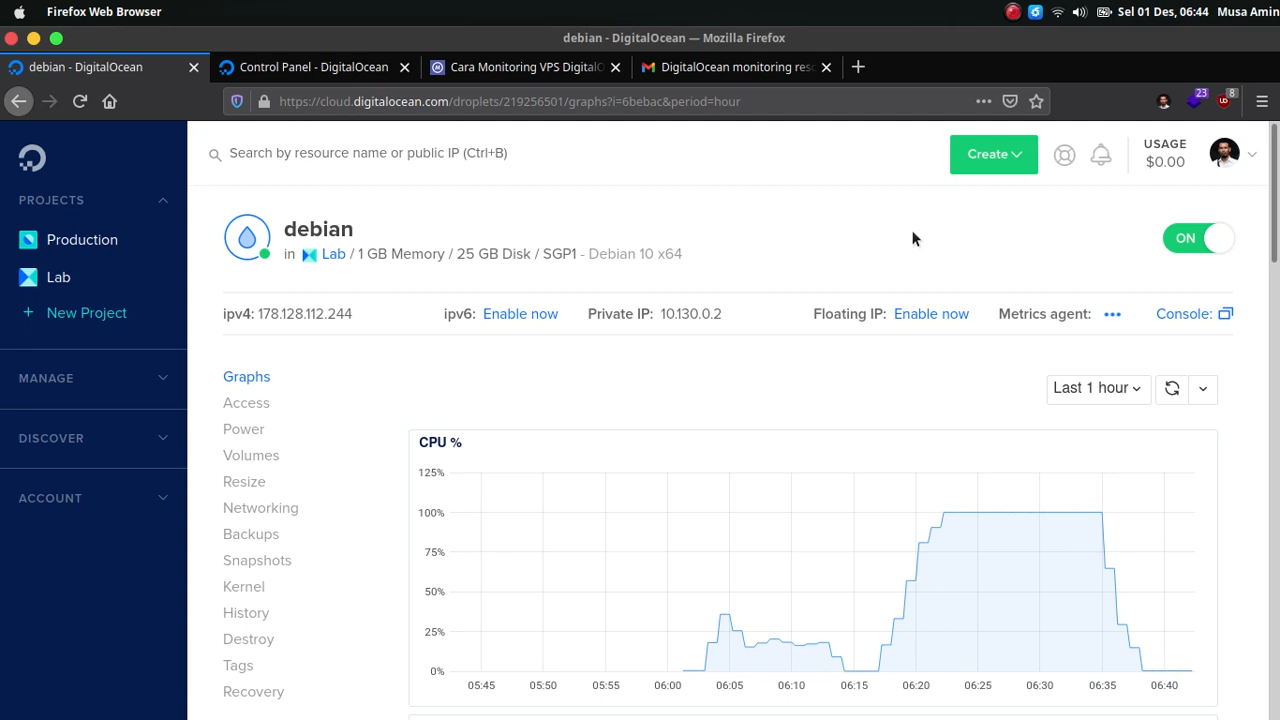 Firefox Web Browser
Sel 01 Des, 06:44 Musa Amin
debian - DigitalOcean — Mozilla Firefox
debian - DigitalOcean
Control Panel - DigitalOcean
Cara Monitoring VPS DigitalO
DigitalOcean monitoring reso
https://cloud.digitalocean.com/droplets/219256501/graphs?i=6bebac&period=hour
23
8
Search by resource name or public IP (Ctrl+B)
Create
USAGE
$0.00
PROJECTS
Production
Lab
+ New Project
MANAGE
DISCOVER
ACCOUNT
debian
in Lab / 1 GB Memory / 25 GB Disk / SGP1 - Debian 10 x64
ON
ipv4: 178.128.112.244 ipv6: Enable now Private IP: 10.130.0.2 Floating IP: Enable now Metrics agent: ••• Console:
Graphs
Access
Power
Volumes
Resize
Networking
Backups
Snapshots
Kernel
History
Destroy
Tags
Recovery
Last 1 hour
CPU %
125%
100%
75%
50%
25%
0%
05:45 05:50 05:55 06:00 06:05 06:10 06:15 06:20 06:25 06:30 06:35 06:40